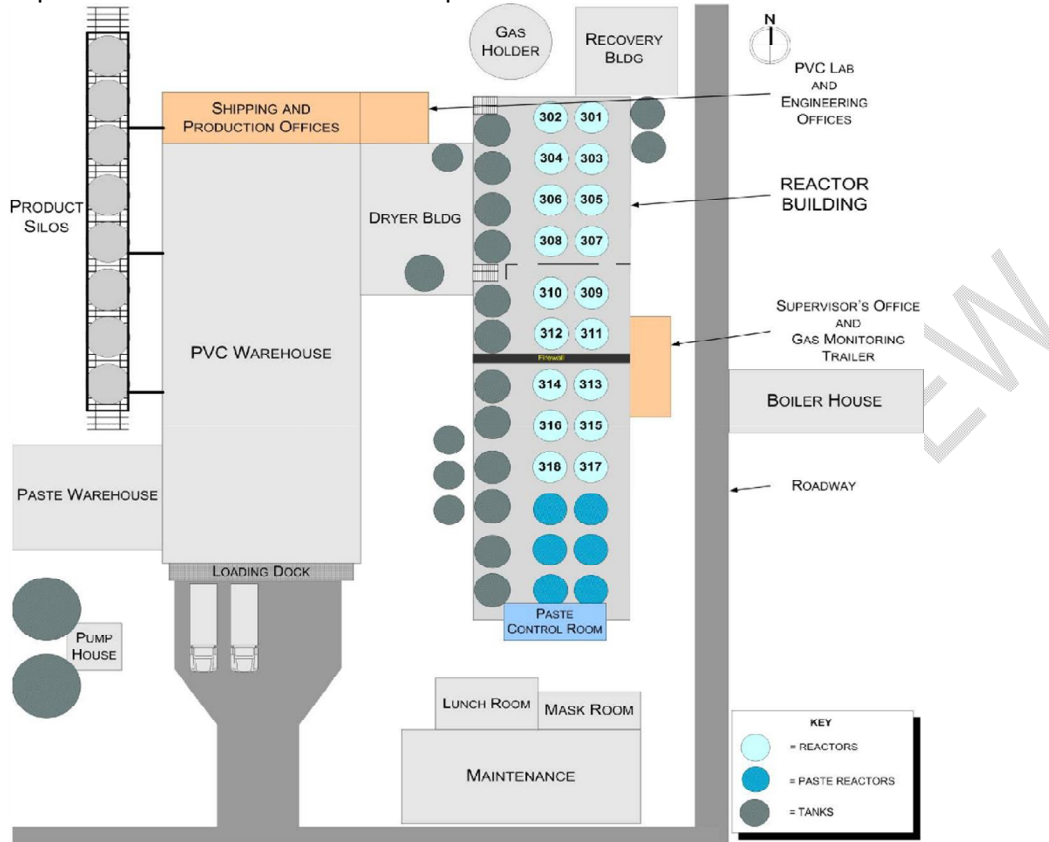 GAS
HOLDER
RECOVERY
BLDG
N
PVC LAB
AND
ENGINEERING
OFFICES
SHIPPING AND
PRODUCTION OFFICES
302 301
304 303
306 305
308 307
310 309
312 311
Firewall
314 313
316 315
318 317
REACTOR
BUILDING
PRODUCT
SILOS
DRYER BLDG
SUPERVISOR'S OFFICE
AND
GAS MONITORING
TRAILER
PVC WAREHOUSE
BOILER HOUSE
PASTE WAREHOUSE
ROADWAY
LOADING DOCK
PASTE
CONTROL ROOM
PUMP
HOUSE
LUNCH ROOM
MASK ROOM
MAINTENANCE
KEY
= REACTORS
= PASTE REACTORS
= TANKS